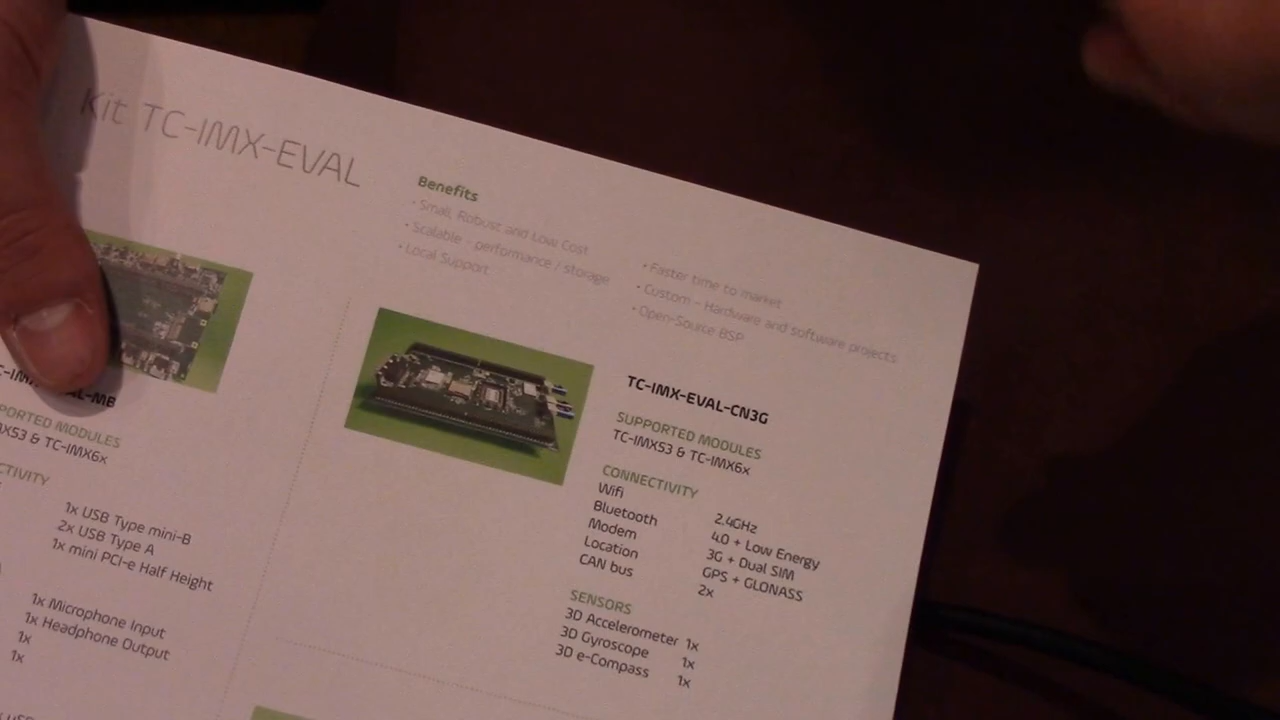 Kit TC-IMX-EVAL
Benefits
• Small, Robust and Low Cost
• Scalable - performance / storage
• Local Support
• Faster time to market
• Custom - Hardware and software projects
• Open-Source BSP
MB
PORTED MODULES
X53 & TC-IMX6x
CTIVITY
1x USB Type mini-B
2x USB Type A
1x mini PCI-e Half Height
1x Microphone Input
1x Headphone Output
1x
1x
TC-IMX-EVAL-CN3G
SUPPORTED MODULES
TC-IMX53 & TC-IMX6x
CONNECTIVITY
Wifi 2.4GHz
Bluetooth 4.0 + Low Energy
Modem 3G + Dual SIM
Location GPS + GLONASS
CAN bus 2x
SENSORS
3D Accelerometer 1x
3D Gyroscope 1x
3D e-Compass 1x